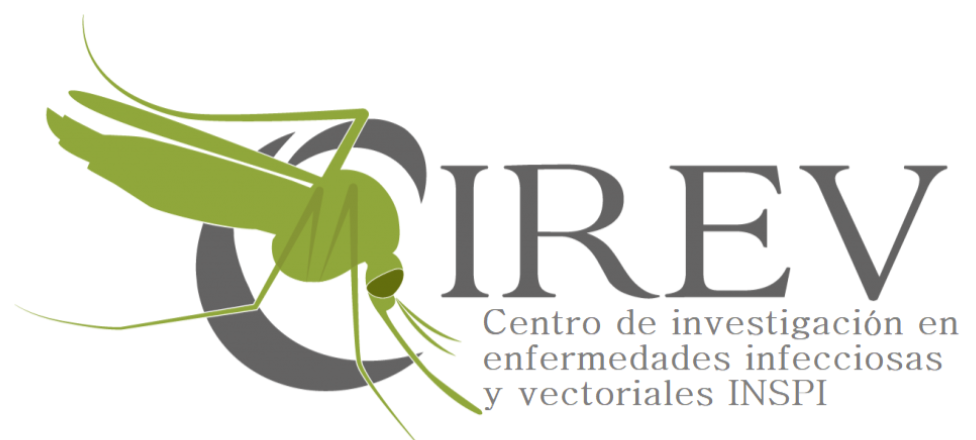 CIREV
Centro de investigación en
enfermedades infecciosas
y vectoriales INSPI